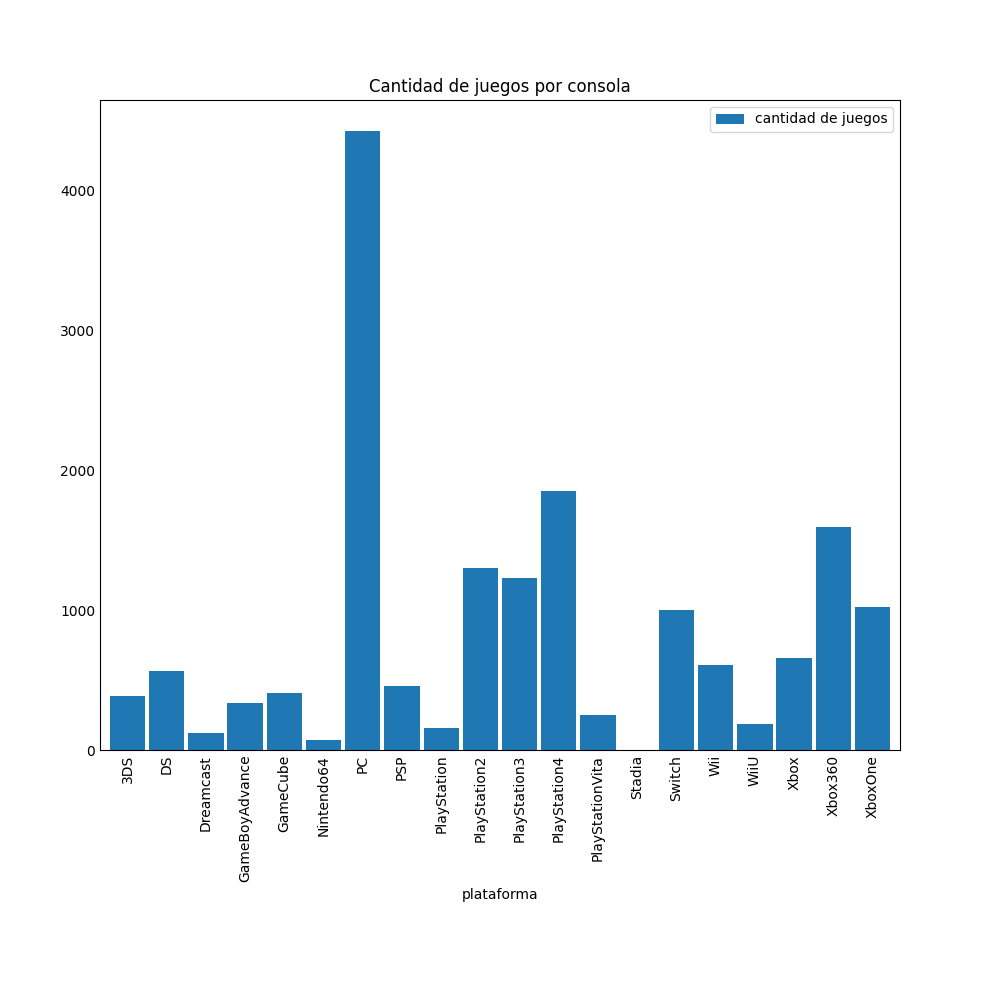 Cantidad de juegos por consola
cantidad de juegos
4000
3000
2000
1000
0
3DS
DS
Dreamcast
GameBoyAdvance
GameCube
Nintendo64
PC
PSP
PlayStation
PlayStation2
PlayStation3
PlayStation4
PlayStationVita
Stadia
Switch
Wii
WiiU
Xbox
Xbox360
XboxOne
plataforma